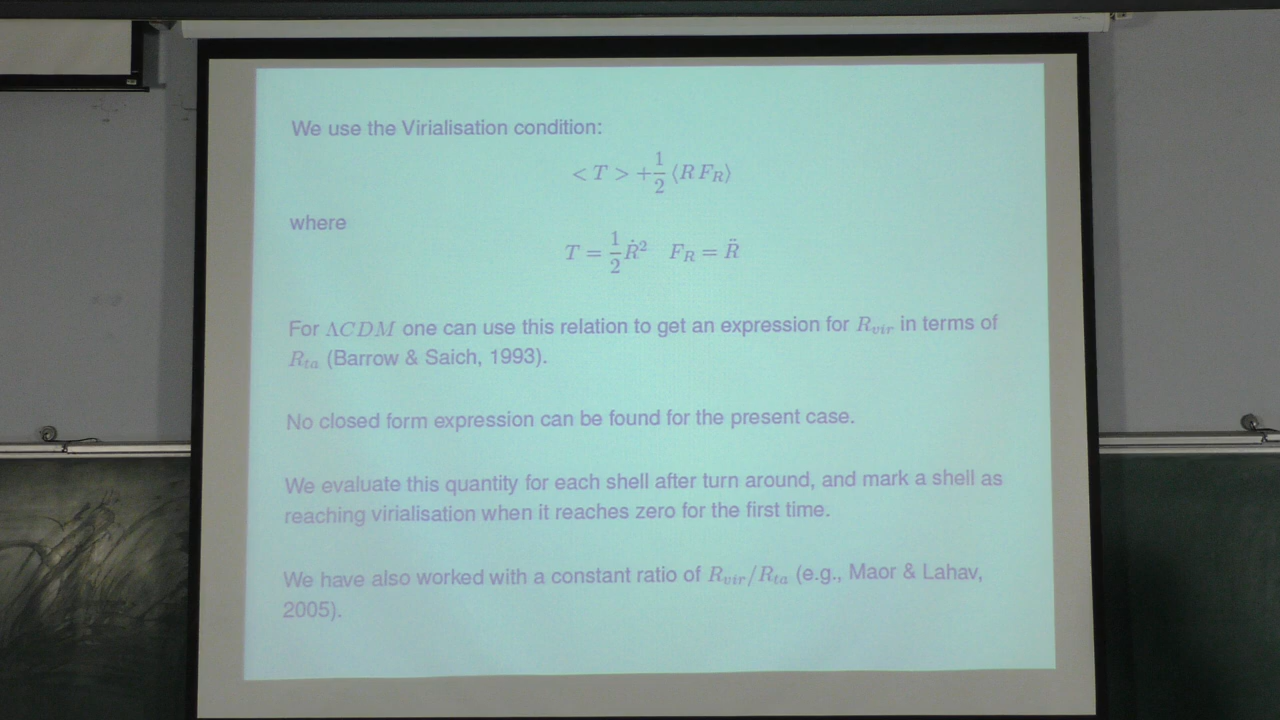 We use the Virialisation condition:
< T > + 1/2 ⟨R F_R⟩
where
T = 1/2 Ṙ² F_R = R̈
For ΛCDM one can use this relation to get an expression for R_vir in terms of
R_ta (Barrow & Saich, 1993).
No closed form expression can be found for the present case.
We evaluate this quantity for each shell after turn around, and mark a shell as
reaching virialisation when it reaches zero for the first time.
We have also worked with a constant ratio of R_vir/R_ta (e.g., Maor & Lahav,
2005).